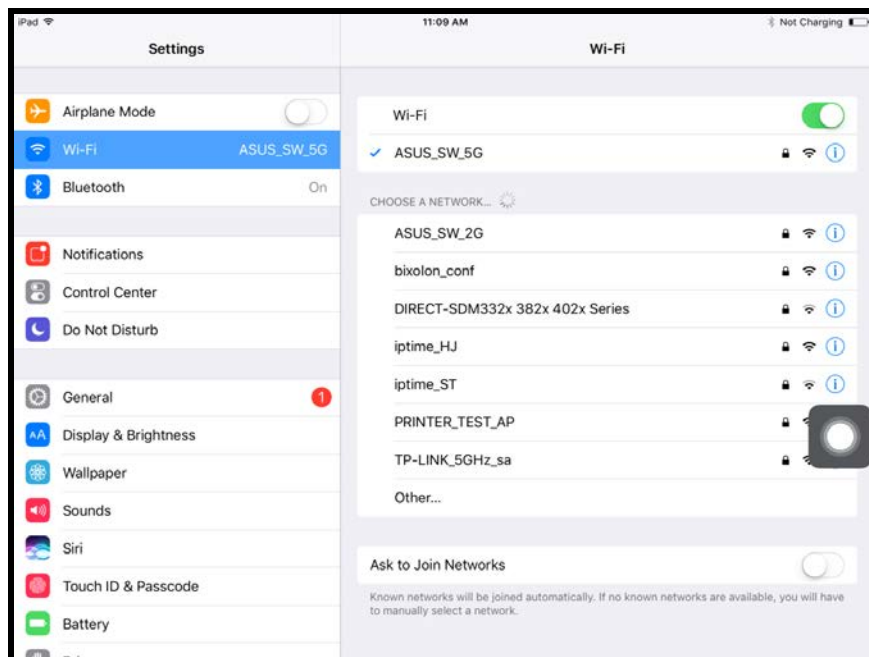 iPad
11:09 AM
Not Charging
Settings
Wi-Fi
Airplane Mode
Wi-Fi ASUS_SW_5G
Bluetooth On
Notifications
Control Center
Do Not Disturb
General 1
AA Display & Brightness
Wallpaper
Sounds
Siri
Touch ID & Passcode
Battery
Wi-Fi
ASUS_SW_5G
CHOOSE A NETWORK...
ASUS_SW_2G
bixolon_conf
DIRECT-SDM332x 382x 402x Series
iptime_HJ
iptime_ST
PRINTER_TEST_AP
TP-LINK_5GHz_sa
Other...
Ask to Join Networks
Known networks will be joined automatically. If no known networks are available, you will have
to manually select a network.